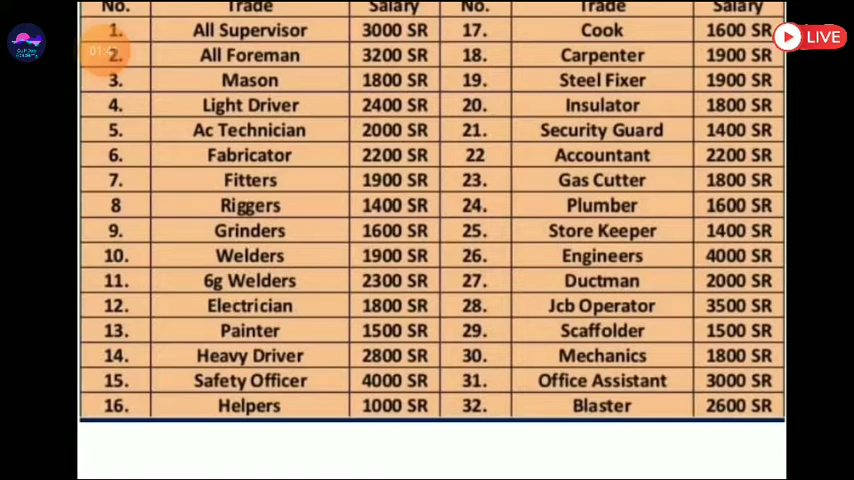 No. Trade Salary No. Trade Salary
1. All Supervisor 3000 SR 17. Cook 1600 SR
2. All Foreman 3200 SR 18. Carpenter 1900 SR
3. Mason 1800 SR 19. Steel Fixer 1900 SR
4. Light Driver 2400 SR 20. Insulator 1800 SR
5. Ac Technician 2000 SR 21. Security Guard 1400 SR
6. Fabricator 2200 SR 22 Accountant 2200 SR
7. Fitters 1900 SR 23. Gas Cutter 1800 SR
8 Riggers 1400 SR 24. Plumber 1600 SR
9. Grinders 1600 SR 25. Store Keeper 1400 SR
10. Welders 1900 SR 26. Engineers 4000 SR
11. 6g Welders 2300 SR 27. Ductman 2000 SR
12. Electrician 1800 SR 28. Jcb Operator 3500 SR
13. Painter 1500 SR 29. Scaffolder 1500 SR
14. Heavy Driver 2800 SR 30. Mechanics 1800 SR
15. Safety Officer 4000 SR 31. Office Assistant 3000 SR
16. Helpers 1000 SR 32. Blaster 2600 SR
LIVE
Gulf Job
Academy